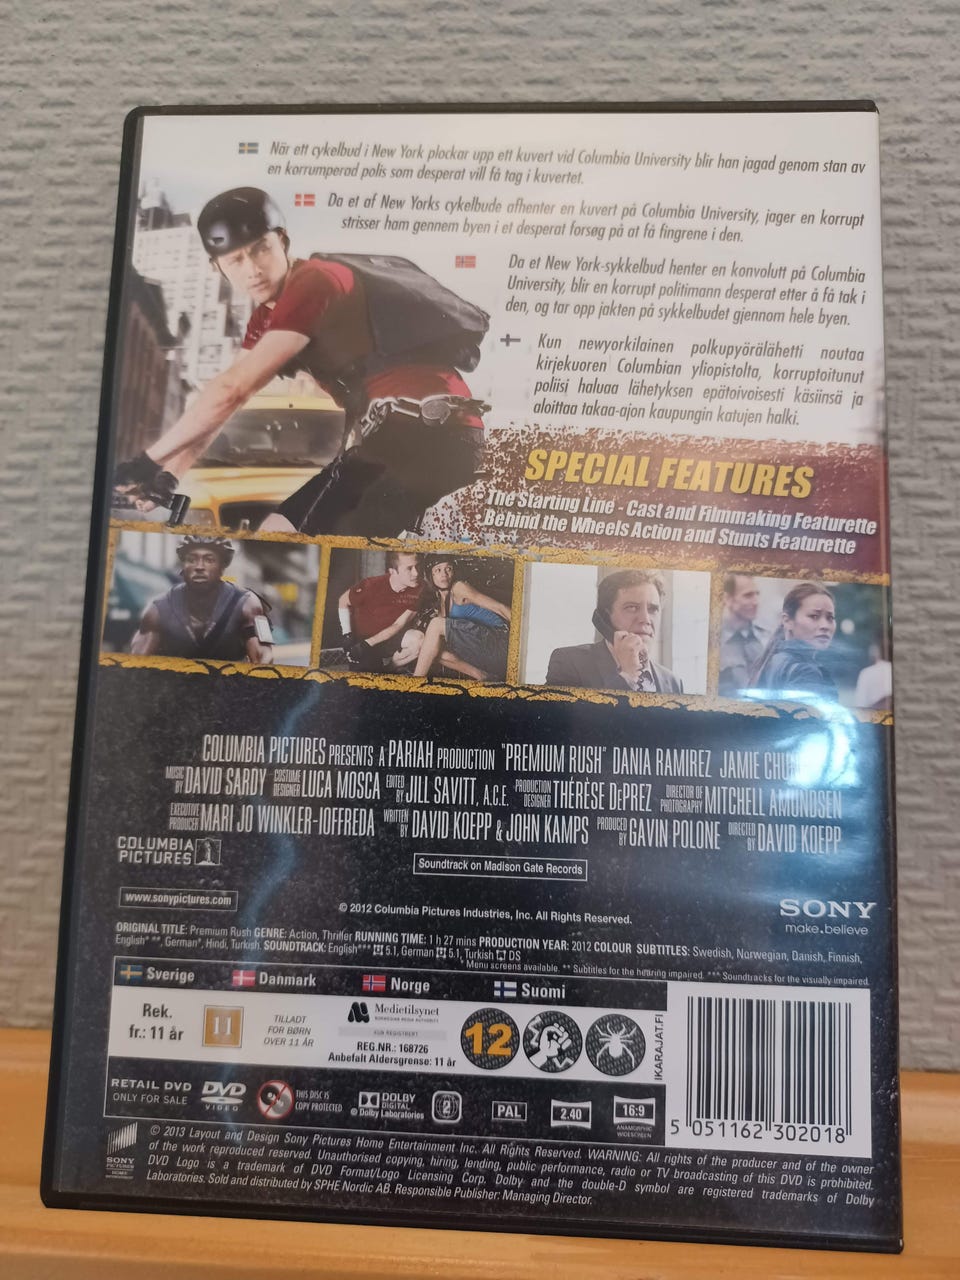 När ett cykelbud i New York plockar upp ett kuvert vid Columbia University blir han jagad genom stan av
en korrumperad polis som desperat vill få tag i kuvertet.
Da et af New Yorks cykelbude afhenter en kuvert på Columbia University, jager en korrupt
strisser ham gennem byen i et desperat forsøg på at få fingrene i den.
Da et New York-sykkelbud henter en konvolutt på Columbia
University, blir en korrupt politimann desperat etter å få tak i
den, og tar opp jakten på sykkelbudet gjennom hele byen.
Kun newyorkilainen polkupyörälähetti noutaa
kirjekuoren Columbian yliopistolta, korruptoitunut
poliisi haluaa lähetyksen epätoivoisesti käsiinsä ja
aloittaa takaa-ajon kaupungin katujen halki.
SPECIAL FEATURES
· The Starting Line - Cast and Filmmaking Featurette
· Behind the Wheels Action and Stunts Featurette
COLUMBIA PICTURES PRESENTS A PARIAH PRODUCTION "PREMIUM RUSH" DANIA RAMIREZ JAMIE
MUSIC BY DAVID SARDY COSTUME DESIGNER LUCA MOSCA EDITED BY JILL SAVITT, A.C.E. PRODUCTION DESIGNER THÉRÈSE DePREZ DIRECTOR OF PHOTOGRAPHY MITCHELL AMUNDSEN
EXECUTIVE PRODUCER MARI JO WINKLER-IOFFREDA WRITTEN BY DAVID KOEPP & JOHN KAMPS PRODUCED BY GAVIN POLONE DIRECTED BY DAVID KOEPP
COLUMBIA
PICTURES
Soundtrack on Madison Gate Records
www.sonypictures.com
© 2012 Columbia Pictures Industries, Inc. All Rights Reserved.
SONY
make.believe
ORIGINAL TITLE: Premium Rush GENRE: Action, Thriller RUNNING TIME: 1 h 27 mins PRODUCTION YEAR: 2012 COLOUR SUBTITLES: Swedish, Norwegian, Danish, Finnish,
English* **, German*, Hindi, Turkish. SOUNDTRACK: English*** 5.1, German 5.1, Turkish DS
* Menu screens available. ** Subtitles for the hearing impaired. *** Soundtracks for the visually impaired.
Sverige Danmark Norge Suomi
Rek.
fr.: 11 år
11
TILLADT
FOR BØRN
OVER 11 ÅR
Medietilsynet
NORWEGIAN MEDIA AUTHORITY
KUN REGISTRERT
REG.NR.: 168726
Anbefalt Aldersgrense: 11 år
12
IKARAJAT.FI
RETAIL DVD
ONLY FOR SALE
DVD
VIDEO
THIS DISC IS
COPY PROTECTED
DOLBY
DIGITAL
© Dolby Laboratories
2
PAL
2.40
16:9
ANAMORPHIC
WIDESCREEN
5 051162 302018
SONY
PICTURES
HOME
ENTERTAINMENT
© 2013 Layout and Design Sony Pictures Home Entertainment Inc. All Rights Reserved. WARNING: All rights of the producer and of the owner
of the work reproduced reserved. Unauthorised copying, hiring, lending, public performance, radio or TV broadcasting of this DVD is prohibited.
DVD Logo is a trademark of DVD Format/Logo Licensing Corp. Dolby and the double-D symbol are registered trademarks of Dolby
Laboratories. Sold and distributed by SPHE Nordic AB. Responsible Publisher: Managing Director.